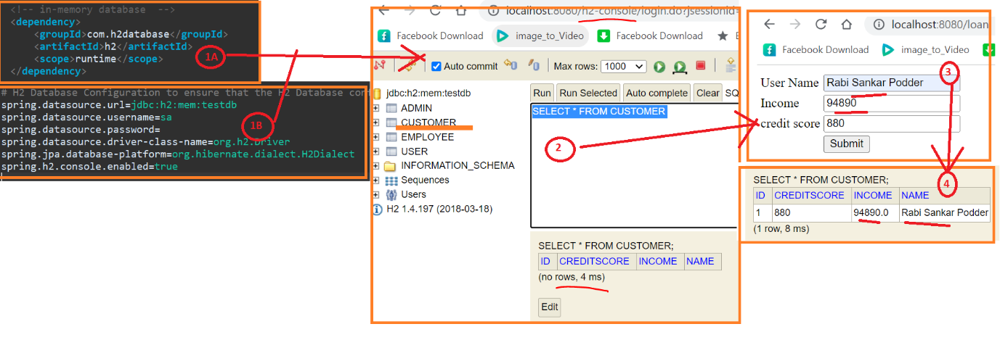 <!-- in-memory database  -->
<dependency>
<groupId>com.h2database</groupId>
<artifactId>h2</artifactId>
<scope>runtime</scope>
</dependency>
1A
# H2 Database Configuration to ensure that the H2 Database
spring.datasource.url=jdbc:h2:mem:testdb
spring.datasource.username=sa
spring.datasource.password=
spring.datasource.driver-class-name=org.h2.Driver
spring.jpa.database-platform=org.hibernate.dialect.H2Dialect
spring.h2.console.enabled=true
1B
localhost:8080/h2-console/login.do?jsessionid=
Facebook Download image_to_Video
Auto commit Max rows: 1000
jdbc:h2:mem:testdb
ADMIN
CUSTOMER
EMPLOYEE
USER
INFORMATION_SCHEMA
Sequences
Users
H2 1.4.197 (2018-03-18)
Run Run Selected Auto complete Clear SQ
SELECT * FROM CUSTOMER
2
SELECT * FROM CUSTOMER;
ID CREDITSCORE INCOME NAME
(no rows, 4 ms)
Edit
localhost:8080/loan
Facebook Download image_to_Video
User Name Rabi Sankar Podder
3
Income 94890
credit score 880
Submit
SELECT * FROM CUSTOMER;
4
ID CREDITSCORE INCOME NAME
1 880 94890.0 Rabi Sankar Podder
(1 row, 8 ms)